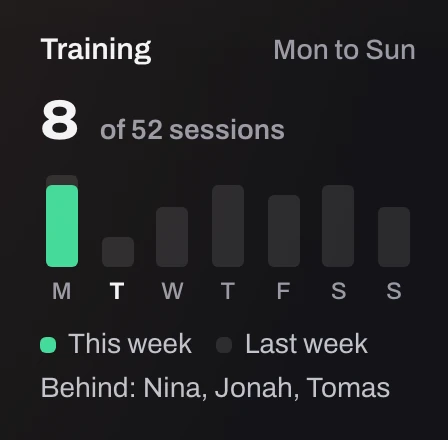 Training Mon to Sun
8 of 52 sessions
M T W T F S S
This week Last week
Behind: Nina, Jonah, Tomas